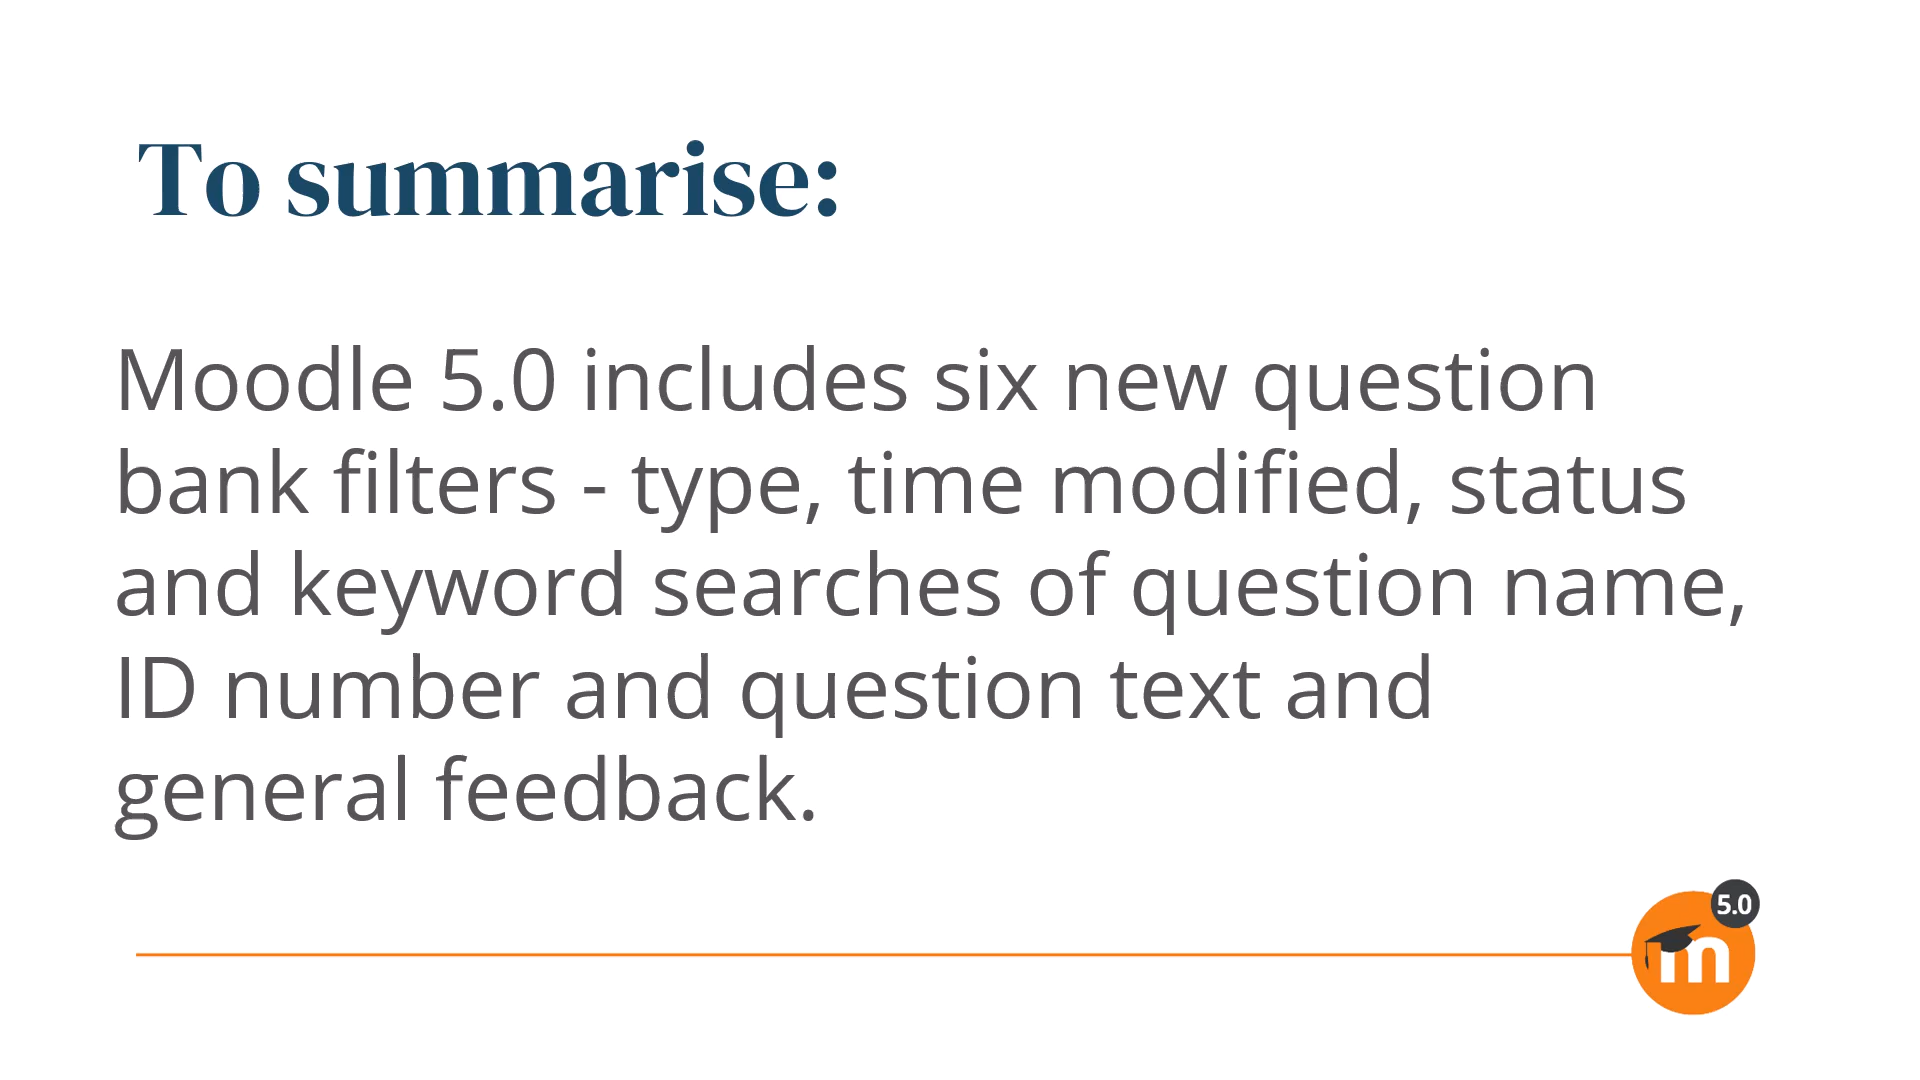 To summarise:
Moodle 5.0 includes six new question
bank filters - type, time modified, status
and keyword searches of question name,
ID number and question text and
general feedback.
5.0
m